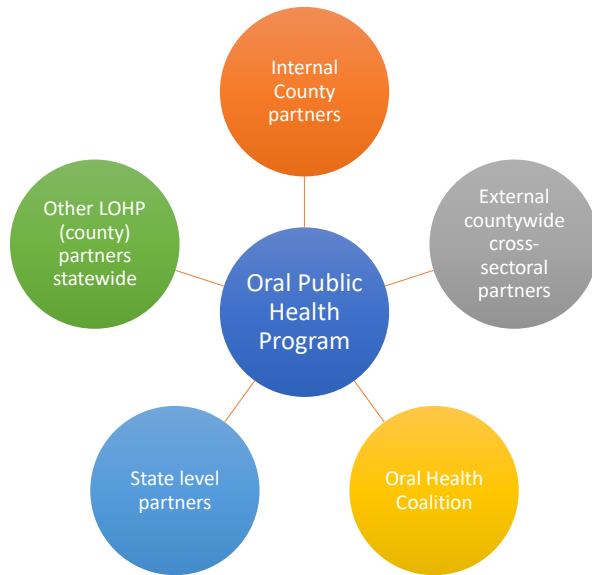 Internal
County
partners
Other LOHP
(county)
partners
statewide
External
countywide
cross-
sectoral
partners
Oral Public
Health
Program
State level
partners
Oral Health
Coalition